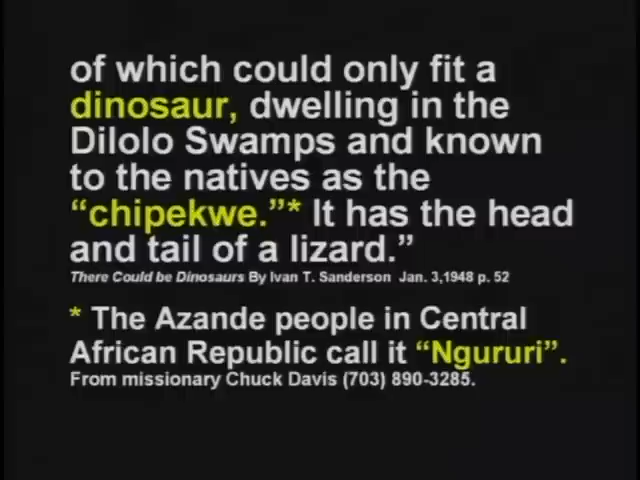 of which could only fit a
dinosaur, dwelling in the
Dilolo Swamps and known
to the natives as the
“chipekwe.”* It has the head
and tail of a lizard.”
There Could be Dinosaurs By Ivan T. Sanderson Jan. 3,1948 p. 52
* The Azande people in Central
African Republic call it “Ngururi”.
From missionary Chuck Davis (703) 890-3285.